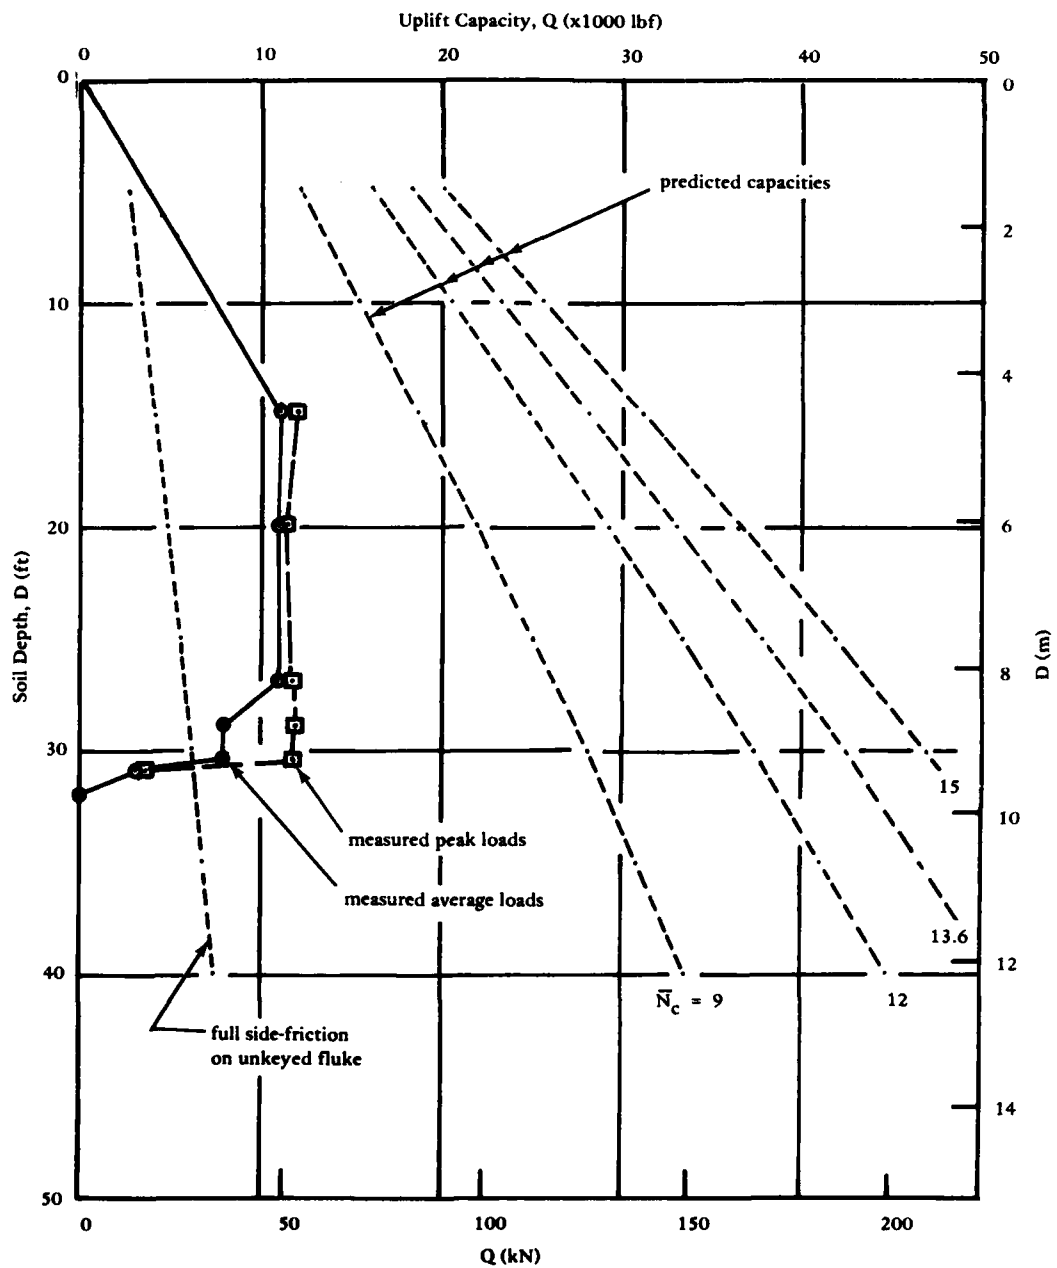 Uplift Capacity, Q (x1000 lbf)
0 10 20 30 40 50
0
10
20
30
40
50
Soil Depth, D (ft)
predicted capacities
measured peak loads
measured average loads
full side-friction
on unkeyed fluke
N̅c = 9
12
13.6
15
0
2
4
6
8
10
12
14
D (m)
0 50 100 150 200
Q (kN)